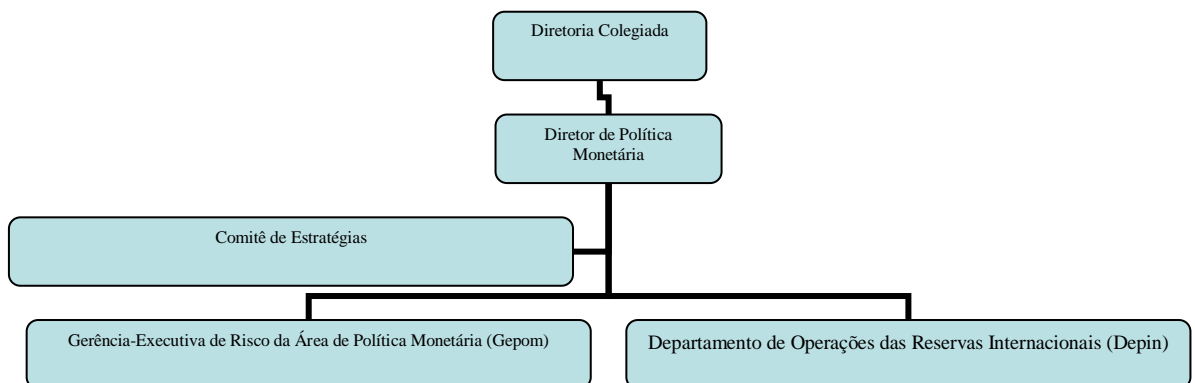 Diretoria Colegiada
Diretor de Política
Monetária
Comitê de Estratégias
Gerência-Executiva de Risco da Área de Política Monetária (Gepom)
Departamento de Operações das Reservas Internacionais (Depin)